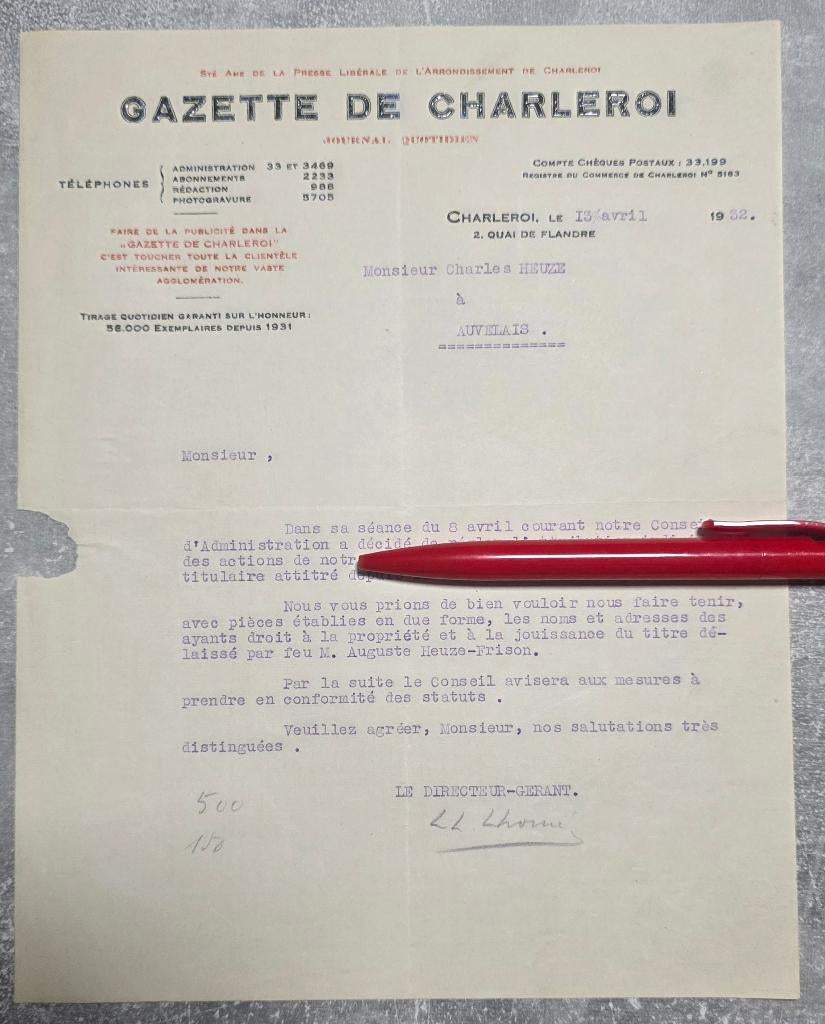 Sté Ame de la Presse Libérale de l'Arrondissement de Charleroi
GAZETTE DE CHARLEROI
JOURNAL QUOTIDIEN
TÉLÉPHONES
ADMINISTRATION 33 ET 3469
ABONNEMENTS 2233
RÉDACTION 988
PHOTOGRAVURE 5705
COMPTE CHÈQUES POSTAUX : 33,199
REGISTRE DU COMMERCE DE CHARLEROI N° 5163
FAIRE DE LA PUBLICITÉ DANS LA
„GAZETTE DE CHARLEROI"
C'EST TOUCHER TOUTE LA CLIENTÈLE
INTÉRESSANTE DE NOTRE VASTE
AGGLOMÉRATION.
CHARLEROI, LE 13 avril 1932.
2, QUAI DE FLANDRE
TIRAGE QUOTIDIEN GARANTI SUR L'HONNEUR :
58.000 EXEMPLAIRES DEPUIS 1931
Monsieur Charles HEUZE
à
AUVELAIS .
Monsieur ,
Dans sa séance du 8 avril courant notre
d'Administration a décidé
des actions de
titulaire attitré
Nous vous prions de bien vouloir nous faire tenir,
avec pièces établies en due forme, les noms et adresses des
ayants droit à la propriété et à la jouissance du titre dé-
laissé par feu M. Auguste Heuze-Frison.
Par la suite le Conseil avisera aux mesures à
prendre en conformité des statuts .
Veuillez agréer, Monsieur, nos salutations très
distinguées .
LE DIRECTEUR-GERANT.
500
150